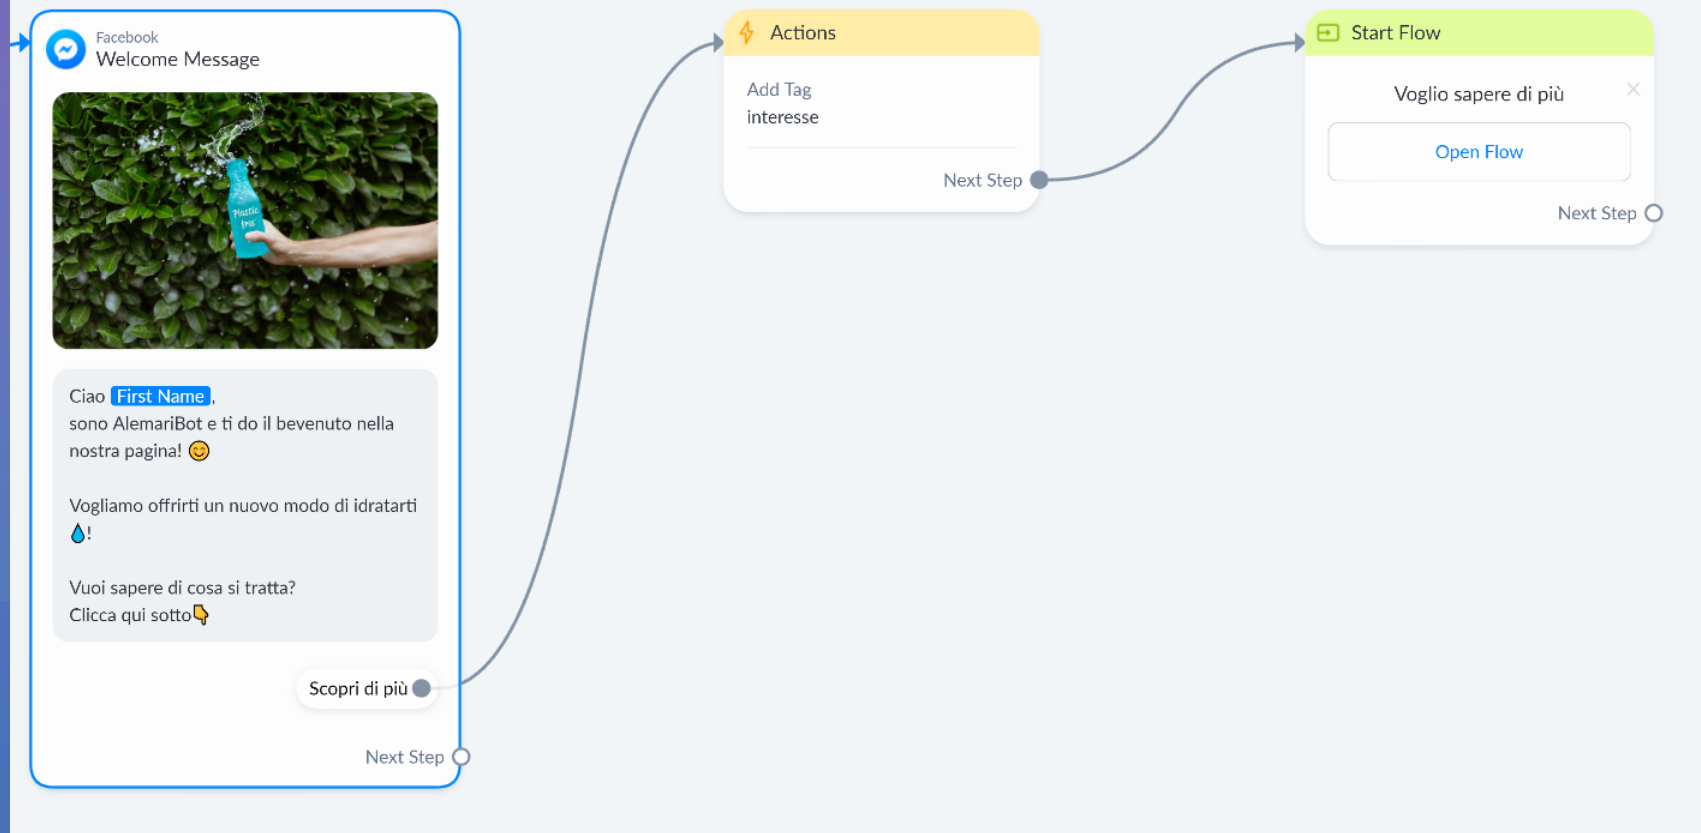 Facebook
Welcome Message
Plastic
free
Ciao First Name,
sono AlemariBot e ti do il bevenuto nella
nostra pagina! 😊
Vogliamo offrirti un nuovo modo di idratarti
💧!
Vuoi sapere di cosa si tratta?
Clicca qui sotto👇
Scopri di più
Next Step
Actions
Add Tag
interesse
Next Step
Start Flow
Voglio sapere di più
Open Flow
Next Step